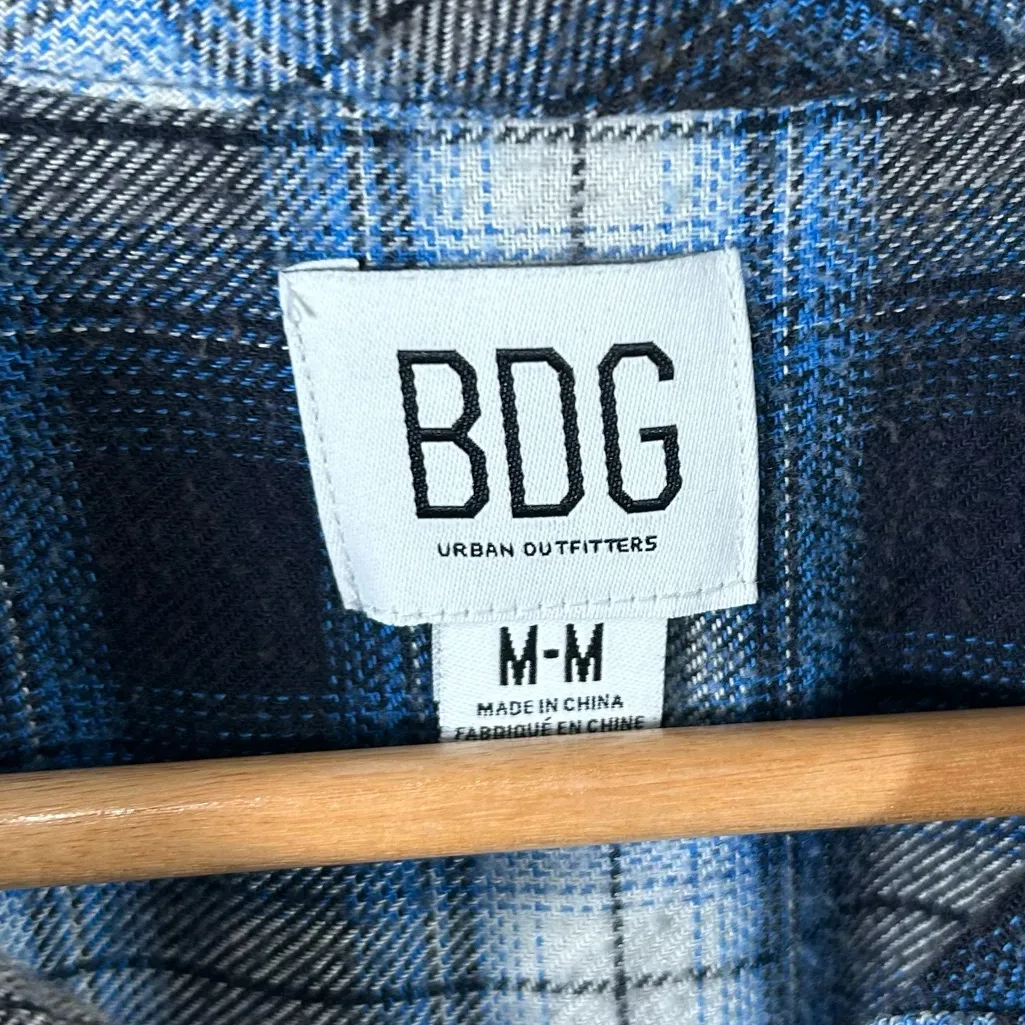 BDG
URBAN OUTFITTERS
M-M
MADE IN CHINA
FABRIQUÉ EN CHINE